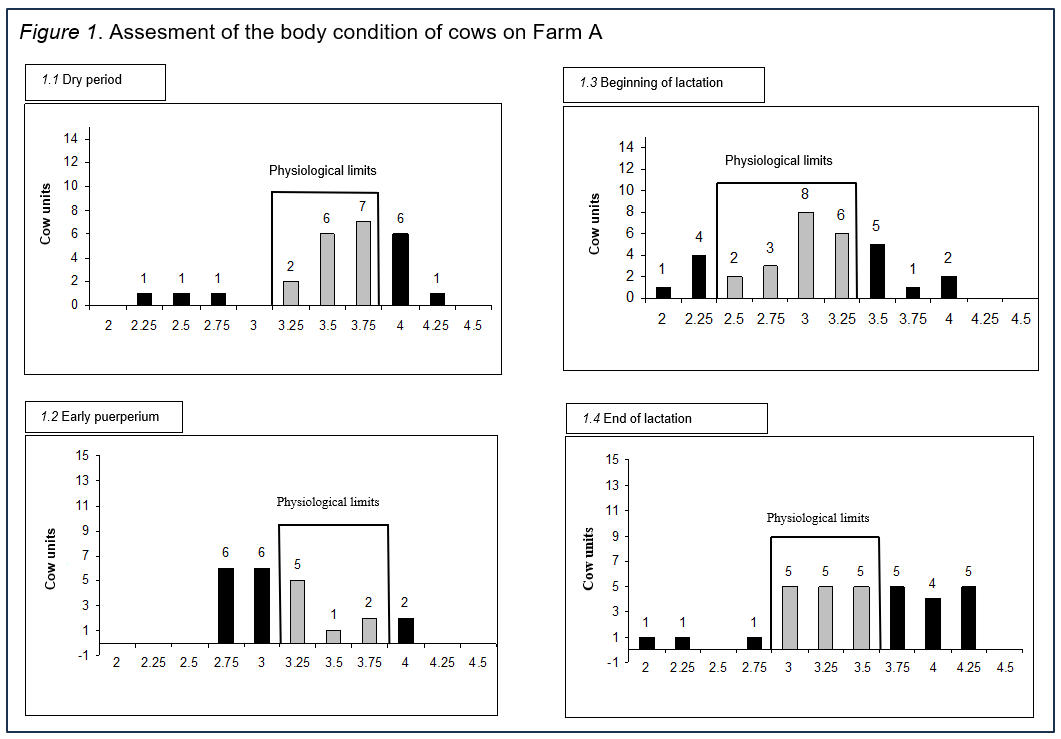 Figure 1. Assesment of the body condition of cows on Farm A
1.1 Dry period
Cow units
14
12
10
8
6
4
2
0
Physiological limits
1 1 1 2 6 7 6 1
2 2.25 2.5 2.75 3 3.25 3.5 3.75 4 4.25 4.5
1.3 Beginning of lactation
Cow units
14
12
10
8
6
4
2
0
Physiological limits
1 4 2 3 8 6 5 1 2
2 2.25 2.5 2.75 3 3.25 3.5 3.75 4 4.25 4.5
1.2 Early puerperium
Cow units
15
13
11
9
7
5
3
1
-1
Physiological limits
6 6 5 1 2 2
2 2.25 2.5 2.75 3 3.25 3.5 3.75 4 4.25 4.5
1.4 End of lactation
Cow units
15
13
11
9
7
5
3
1
-1
Physiological limits
1 1 1 5 5 5 5 4 5
2 2.25 2.5 2.75 3 3.25 3.5 3.75 4 4.25 4.5